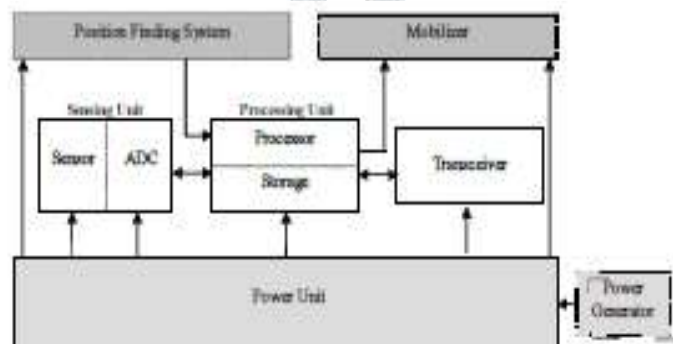 Position Finding System
Mobilizer
Sensing Unit
Processing Unit
Sensor
ADC
Processor
Storage
Transceiver
Power Unit
Power
Generator